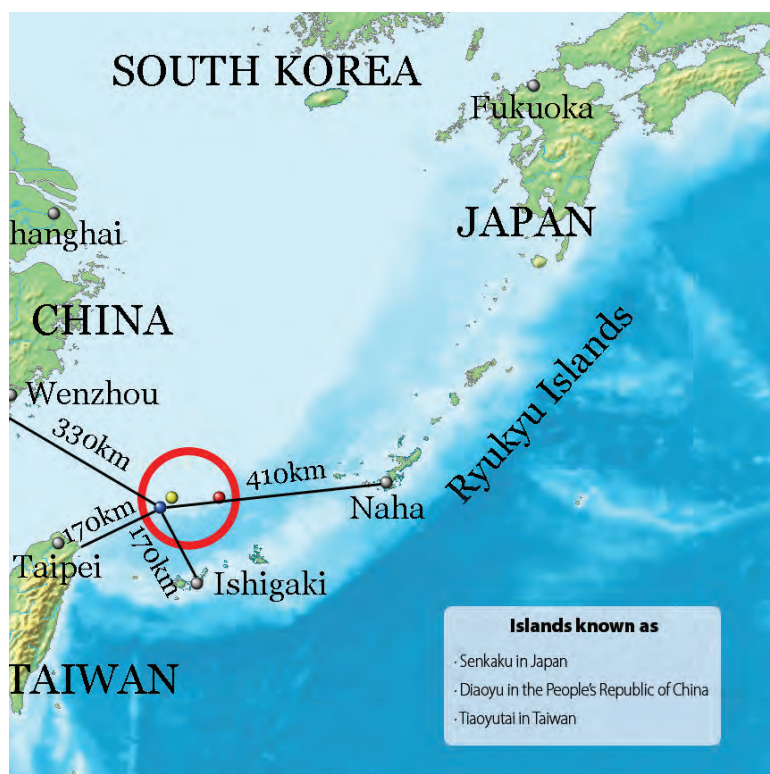 SOUTH KOREA
Fukuoka
JAPAN
hanghai
CHINA
Ryukyu Islands
Wenzhou
330km
410km
Naha
170km
Taipei
170km
Ishigaki
TAIWAN
Islands known as
· Senkaku in Japan
· Diaoyu in the People's Republic of China
· Tiaoyutai in Taiwan